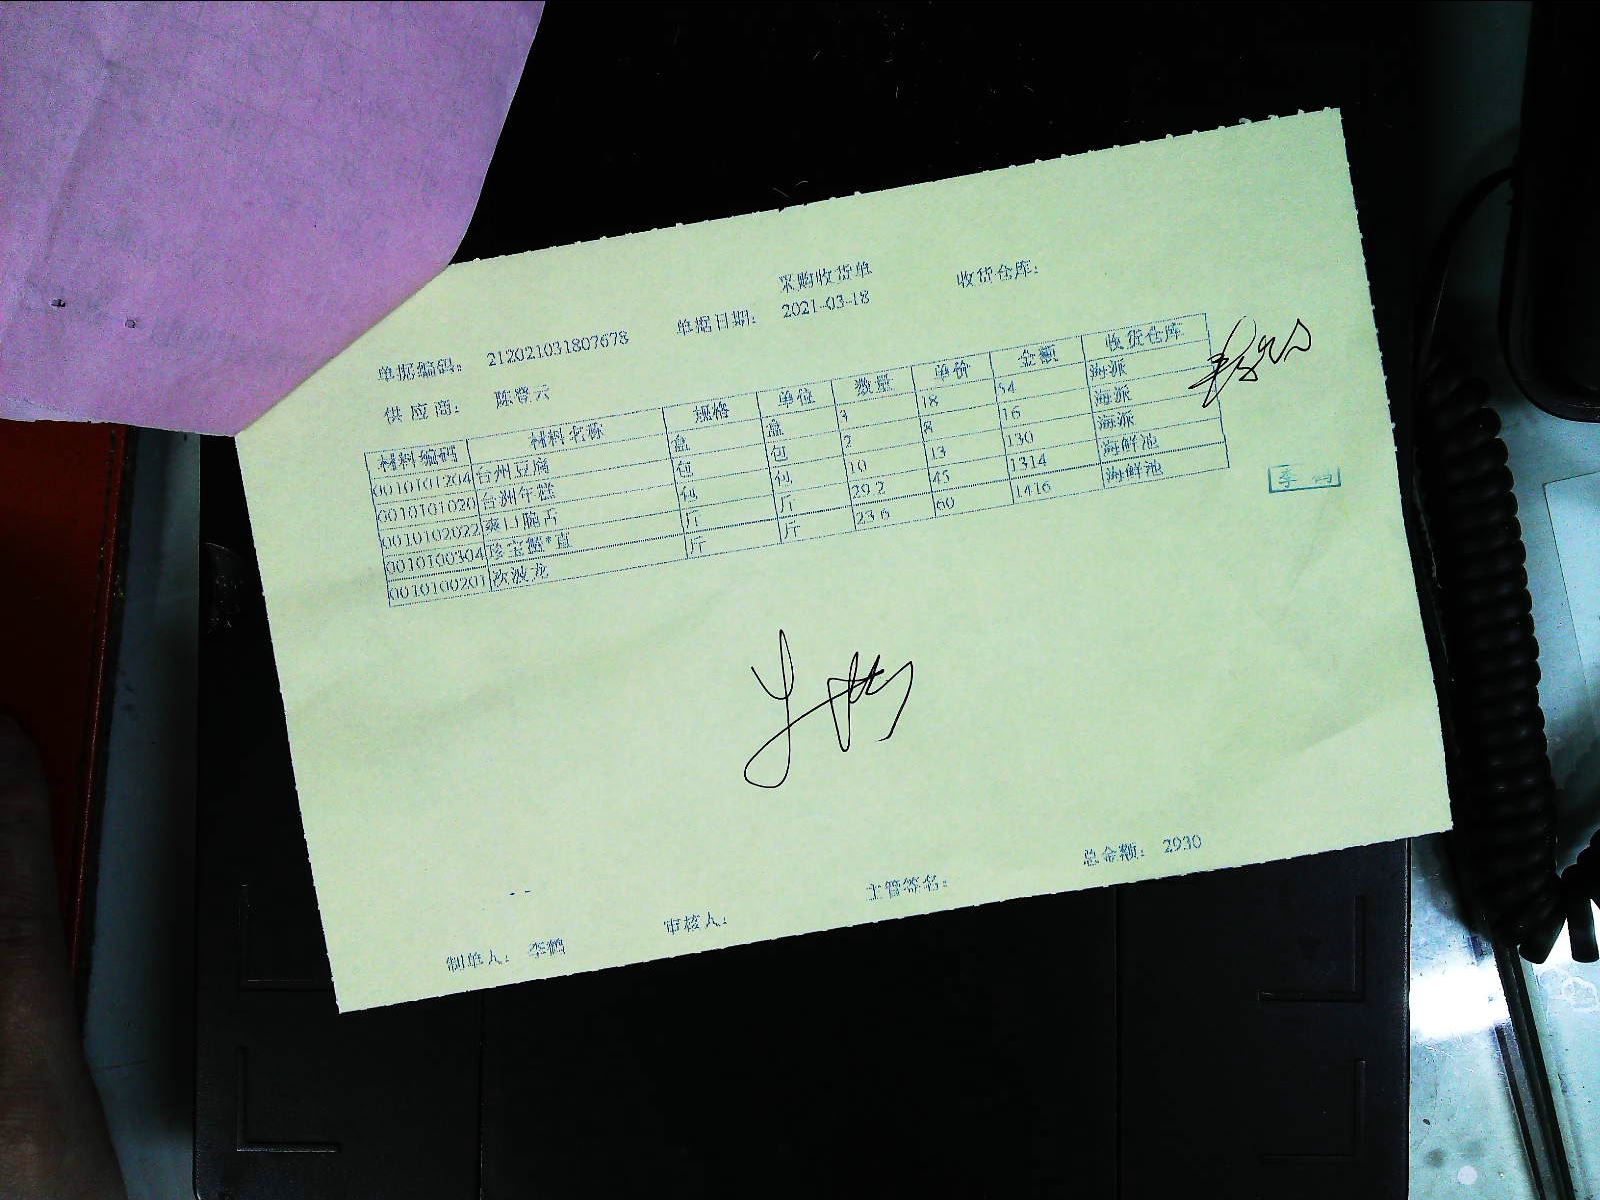 采购收货单
单据编码: 212021031807678 单据日期: 2021-03-18 收货仓库:
供应商: 陈登云
材料编码 材料名称 规格 单位 数量 单价 金额 收货仓库
0010101204 台州豆腐 盒 盒 3 18 54 海派
0010101020 台洲年糕 包 包 2 8 16 海派
0010102022 爽口脆舌 包 包 10 13 130 海派
0010100304 珍宝蟹*直 斤 斤 29.2 45 1314 海鲜池
0010100201 次波龙 斤 斤 23.6 60 1416 海鲜池
总金额: 2930
制单人: 李鹤 审核人: 主管签名: